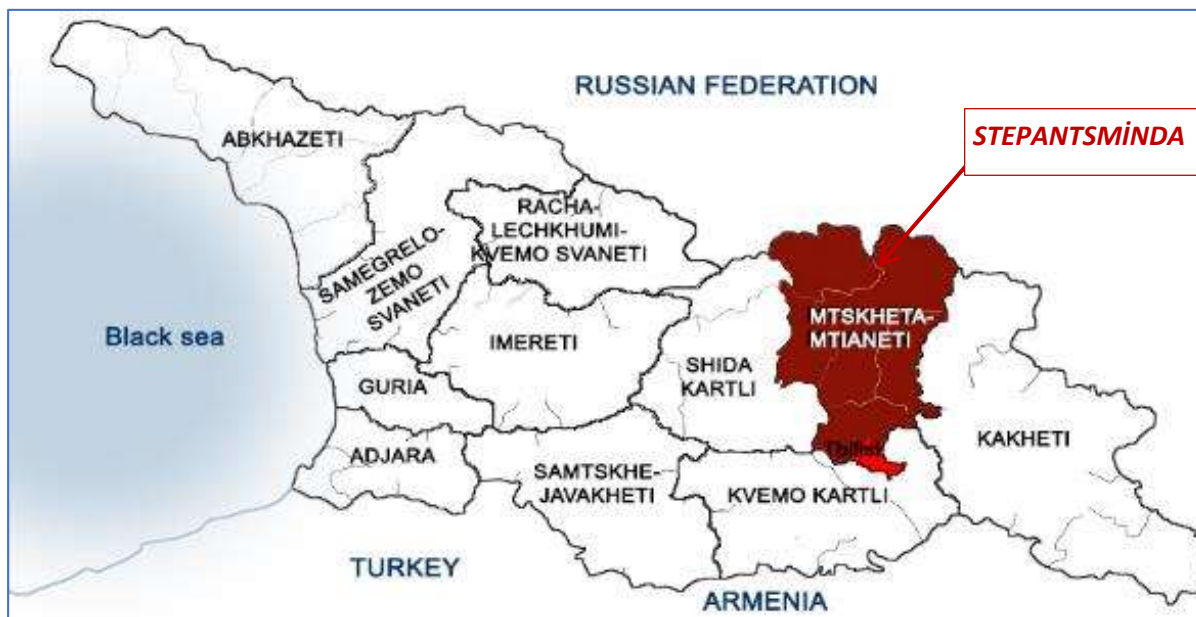 RUSSIAN FEDERATION
STEPANTSMİNDA
ABKHAZETI
RACHA-
LECHKHUMI-
KVEMO SVANETI
SAMEGRELO-
ZEMO
SVANETI
Black sea
MTSKHETA-
MTIANETI
IMERETI
SHIDA
KARTLI
GURIA
KAKHETI
ADJARA
Tbilisi
SAMTSKHE-
JAVAKHETI
KVEMO KARTLI
TURKEY
ARMENIA